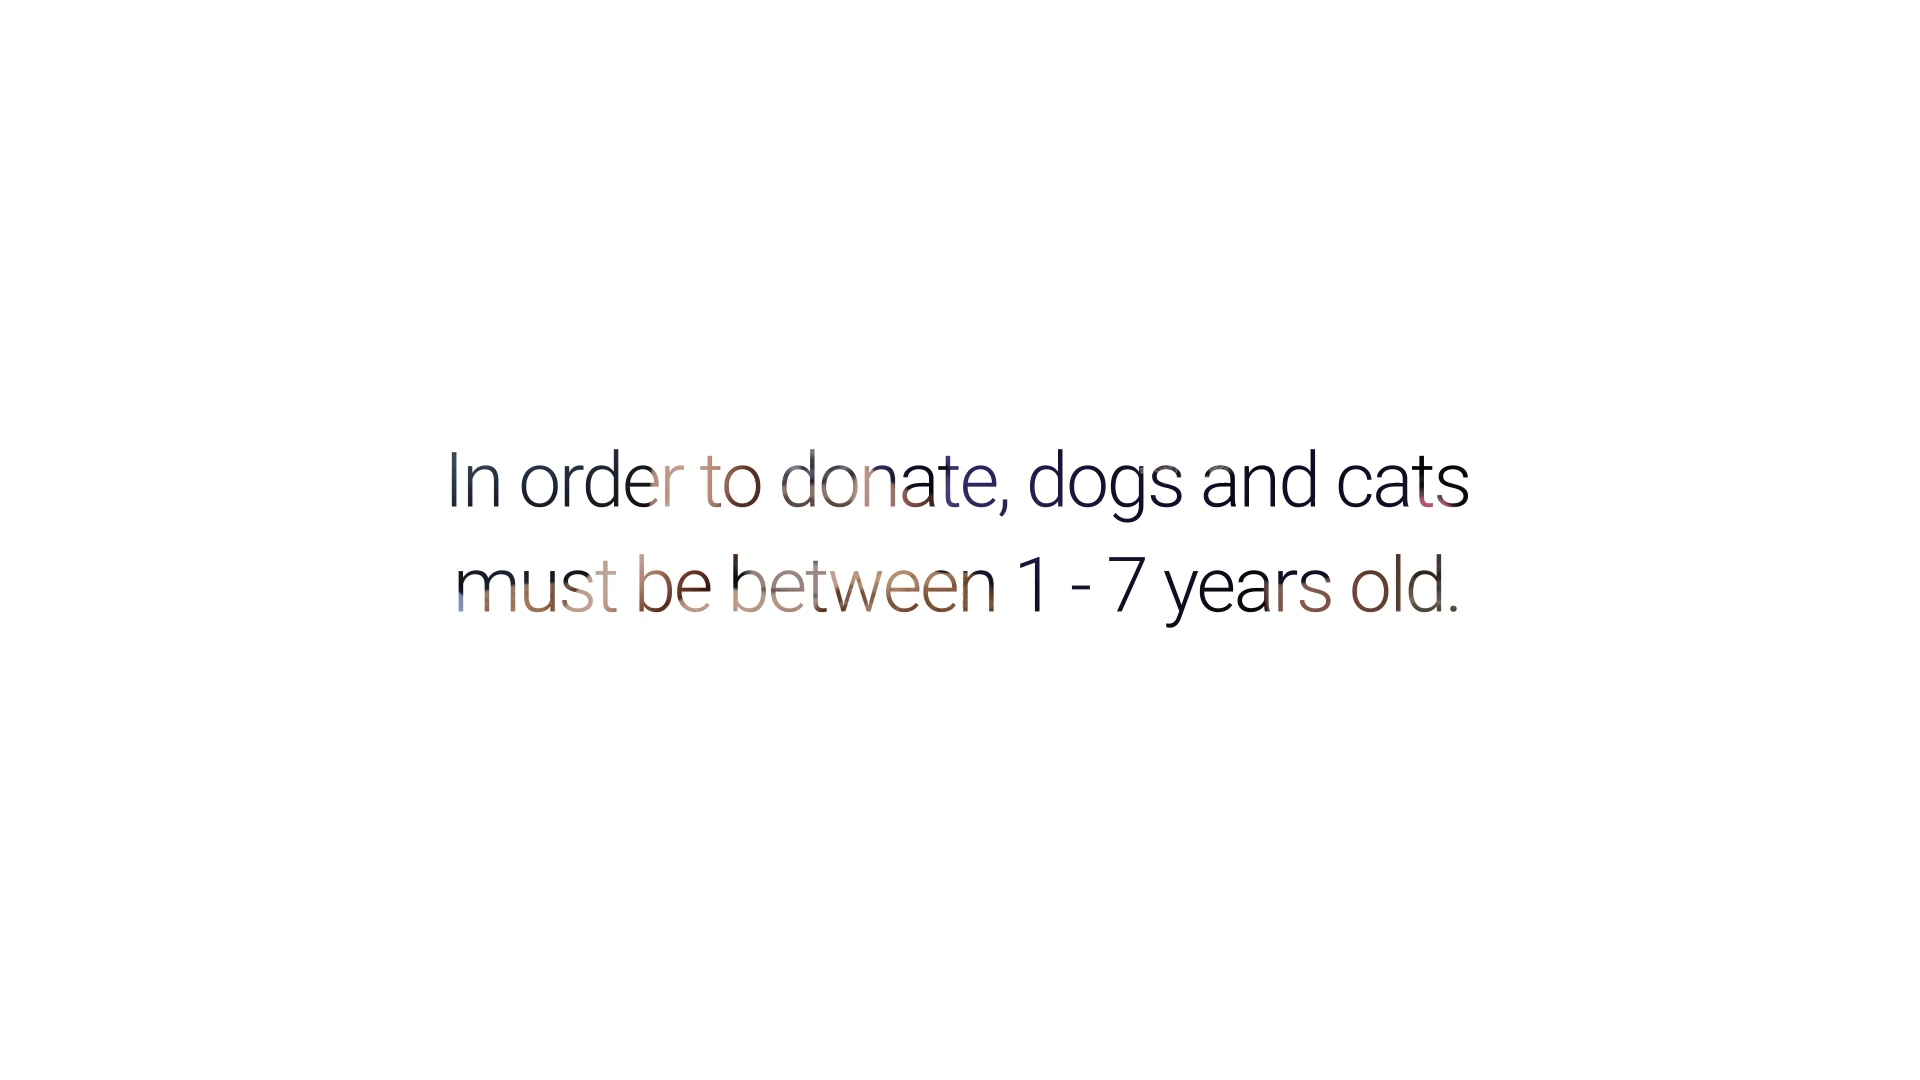 In order to donate, dogs and cats
must be between 1 - 7 years old.